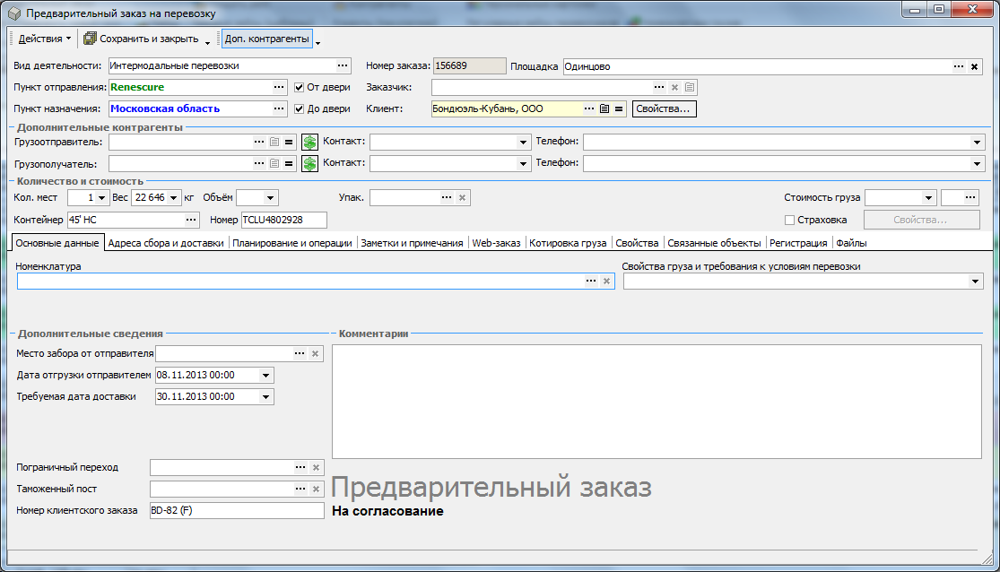 Предварительный заказ на перевозку
Действия Сохранить и закрыть Доп. контрагенты
Вид деятельности: Интермодальные перевозки Номер заказа: 156689 Площадка Одинцово
Пункт отправления: Renescure От двери Заказчик:
Пункт назначения: Московская область До двери Клиент: Бондюэль-Кубань, ООО Свойства...
Дополнительные контрагенты
Грузоотправитель: Контакт: Телефон:
Грузополучатель: Контакт: Телефон:
Количество и стоимость
Кол. мест 1 Вес 22 646 кг Объём Упак. Стоимость груза
Контейнер 45' HC Номер TCLU4802928 Страховка Свойства...
Основные данные Адреса сбора и доставки Планирование и операции Заметки и примечания Web-заказ Котировка груза Свойства Связанные объекты Регистрация Файлы
Номенклатура Свойства груза и требования к условиям перевозки
Дополнительные сведения Комментарии
Место забора от отправителя
Дата отгрузки отправителем 08.11.2013 00:00
Требуемая дата доставки 30.11.2013 00:00
Пограничный переход
Таможенный пост Предварительный заказ
Номер клиентского заказа BD-82 (F) На согласование